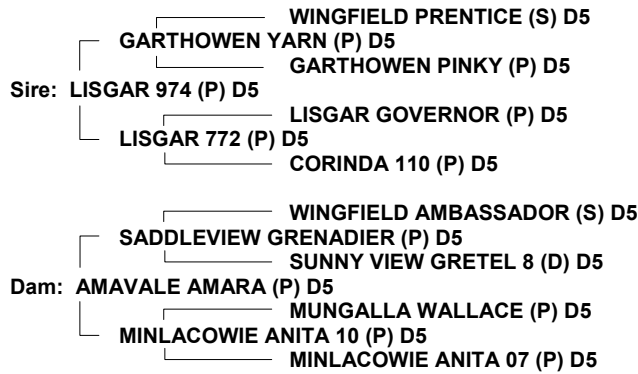 WINGFIELD PRENTICE (S) D5
GARTHOWEN YARN (P) D5
GARTHOWEN PINKY (P) D5
Sire: LISGAR 974 (P) D5
LISGAR GOVERNOR (P) D5
LISGAR 772 (P) D5
CORINDA 110 (P) D5
WINGFIELD AMBASSADOR (S) D5
SADDLEVIEW GRENADIER (P) D5
SUNNY VIEW GRETEL 8 (D) D5
Dam: AMAVALE AMARA (P) D5
MUNGALLA WALLACE (P) D5
MINLACOWIE ANITA 10 (P) D5
MINLACOWIE ANITA 07 (P) D5